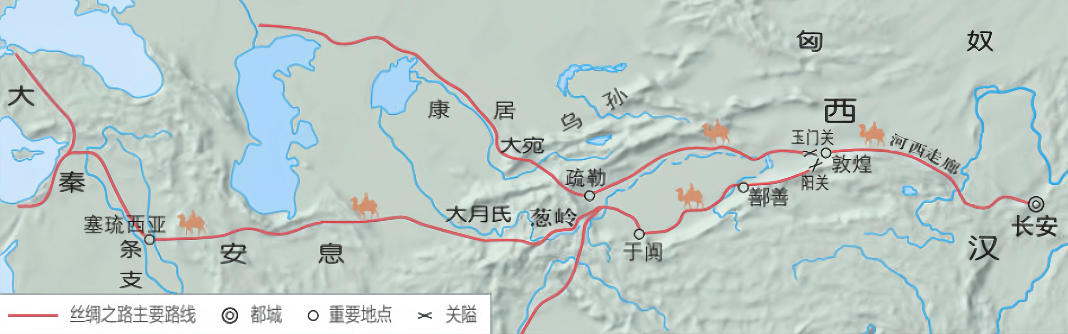 匈 奴
大
康 居
乌 孙
西
大宛
玉门关
河西走廊
敦煌
疏勒
阳关
秦
鄯善
长安
大月氏
葱岭
塞琉西亚
条
支
安 息
于阗
汉
丝绸之路主要路线 都城 重要地点 关隘